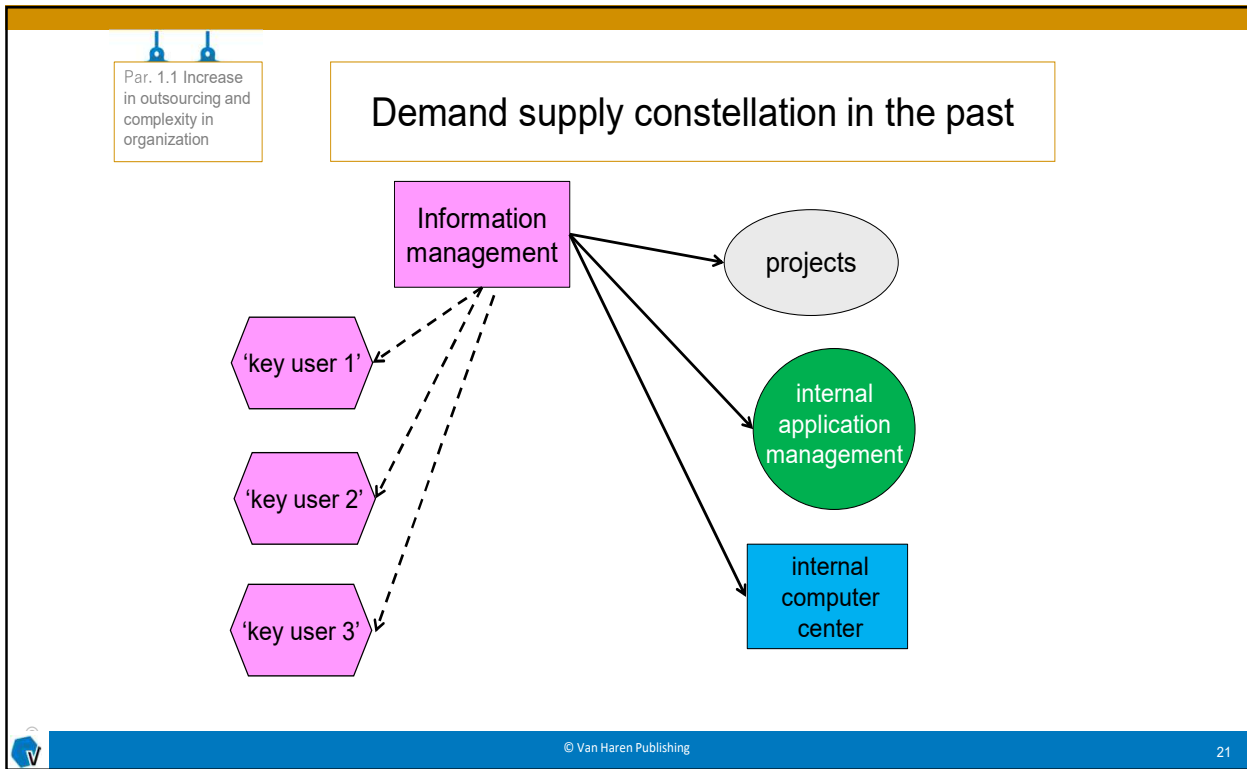 Par. 1.1 Increase
in outsourcing and
complexity in
organization
Demand supply constellation in the past
Information
management
projects
‘key user 1’
internal
application
management
‘key user 2’
internal
computer
center
‘key user 3’
© Van Haren Publishing
21